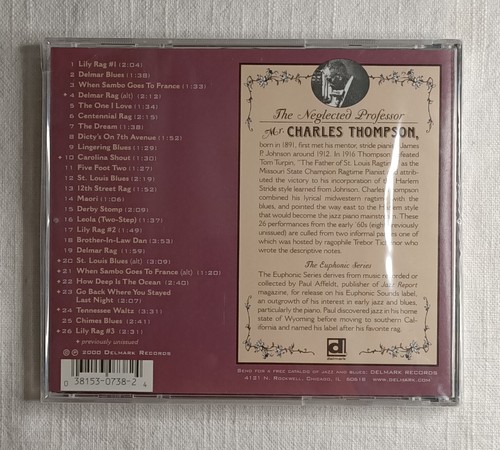 1 Lily Rag #1 (2:04)
2 Delmar Blues (1:38)
3 When Sambo Goes To France (1:33)
★ 4 Delmar Rag (alt) (2:12)
5 The One I Love (1:34)
6 Centennial Rag (2:15)
7 The Dream (1:38)
8 Dicty's On 7th Avenue (1:52)
9 Lingering Blues (1:29)
★ 10 Carolina Shout (1:30)
11 Five Foot Two (1:31)
12 St. Louis Blues (2:19)
13 12th Street Rag (1:52)
14 Maori (1:06)
15 Derby Stomp (2:09)
★ 16 Leola (Two-Step) (1:37)
17 Lily Rag #2 (1:49)
18 Brother-In-Law Dan (3:53)
19 Delmar Rag (1:59)
★ 20 St. Louis Blues (alt) (3:09)
★ 21 When Sambo Goes To France (alt) (1:20)
★ 22 How Deep Is The Ocean (2:40)
★ 23 Go Back Where You Stayed
Last Night (2:07)
★ 24 Tennessee Waltz (3:31)
25 Chimes Blues (2:41)
★ 26 Lily Rag #3 (2:31)
★ previously unissued
℗ © 2000 Delmark Records
0 38153-0738-2 4
The Neglected Professor
Mr. CHARLES THOMPSON,
born in 1891, first met his mentor, stride pianist James
P. Johnson around 1912. In 1916 Thompson defeated
Tom Turpin, "The Father of St. Louis Ragtime" as the
Missouri State Champion Ragtime Pianist and attributed
the victory to his incorporation of the Harlem
Stride style learned from Johnson. Charles Thompson
combined his lyrical midwestern ragtime with the
blues, and pointed the way east to the Harlem style
that would become the jazz piano mainstream. These
26 performances from the early '60s (eight previously
unissued) are culled from two informal parties one of
which was hosted by ragophile Trebor Tichenor who
wrote the descriptive notes.
The Euphonic Series
The Euphonic Series derives from music recorded or
collected by Paul Affeldt, publisher of Jazz Report
magazine, for release on his Euphonic Sounds label,
an outgrowth of his interest in early jazz and blues,
particularly the piano. Paul discovered jazz in his home
state of Wyoming before moving to southern California
and named his label after his favorite rag.
d
delmark
Send for a free catalog of jazz and blues: DELMARK RECORDS
4121 N. Rockwell, Chicago, IL 60618 www.delmark.com